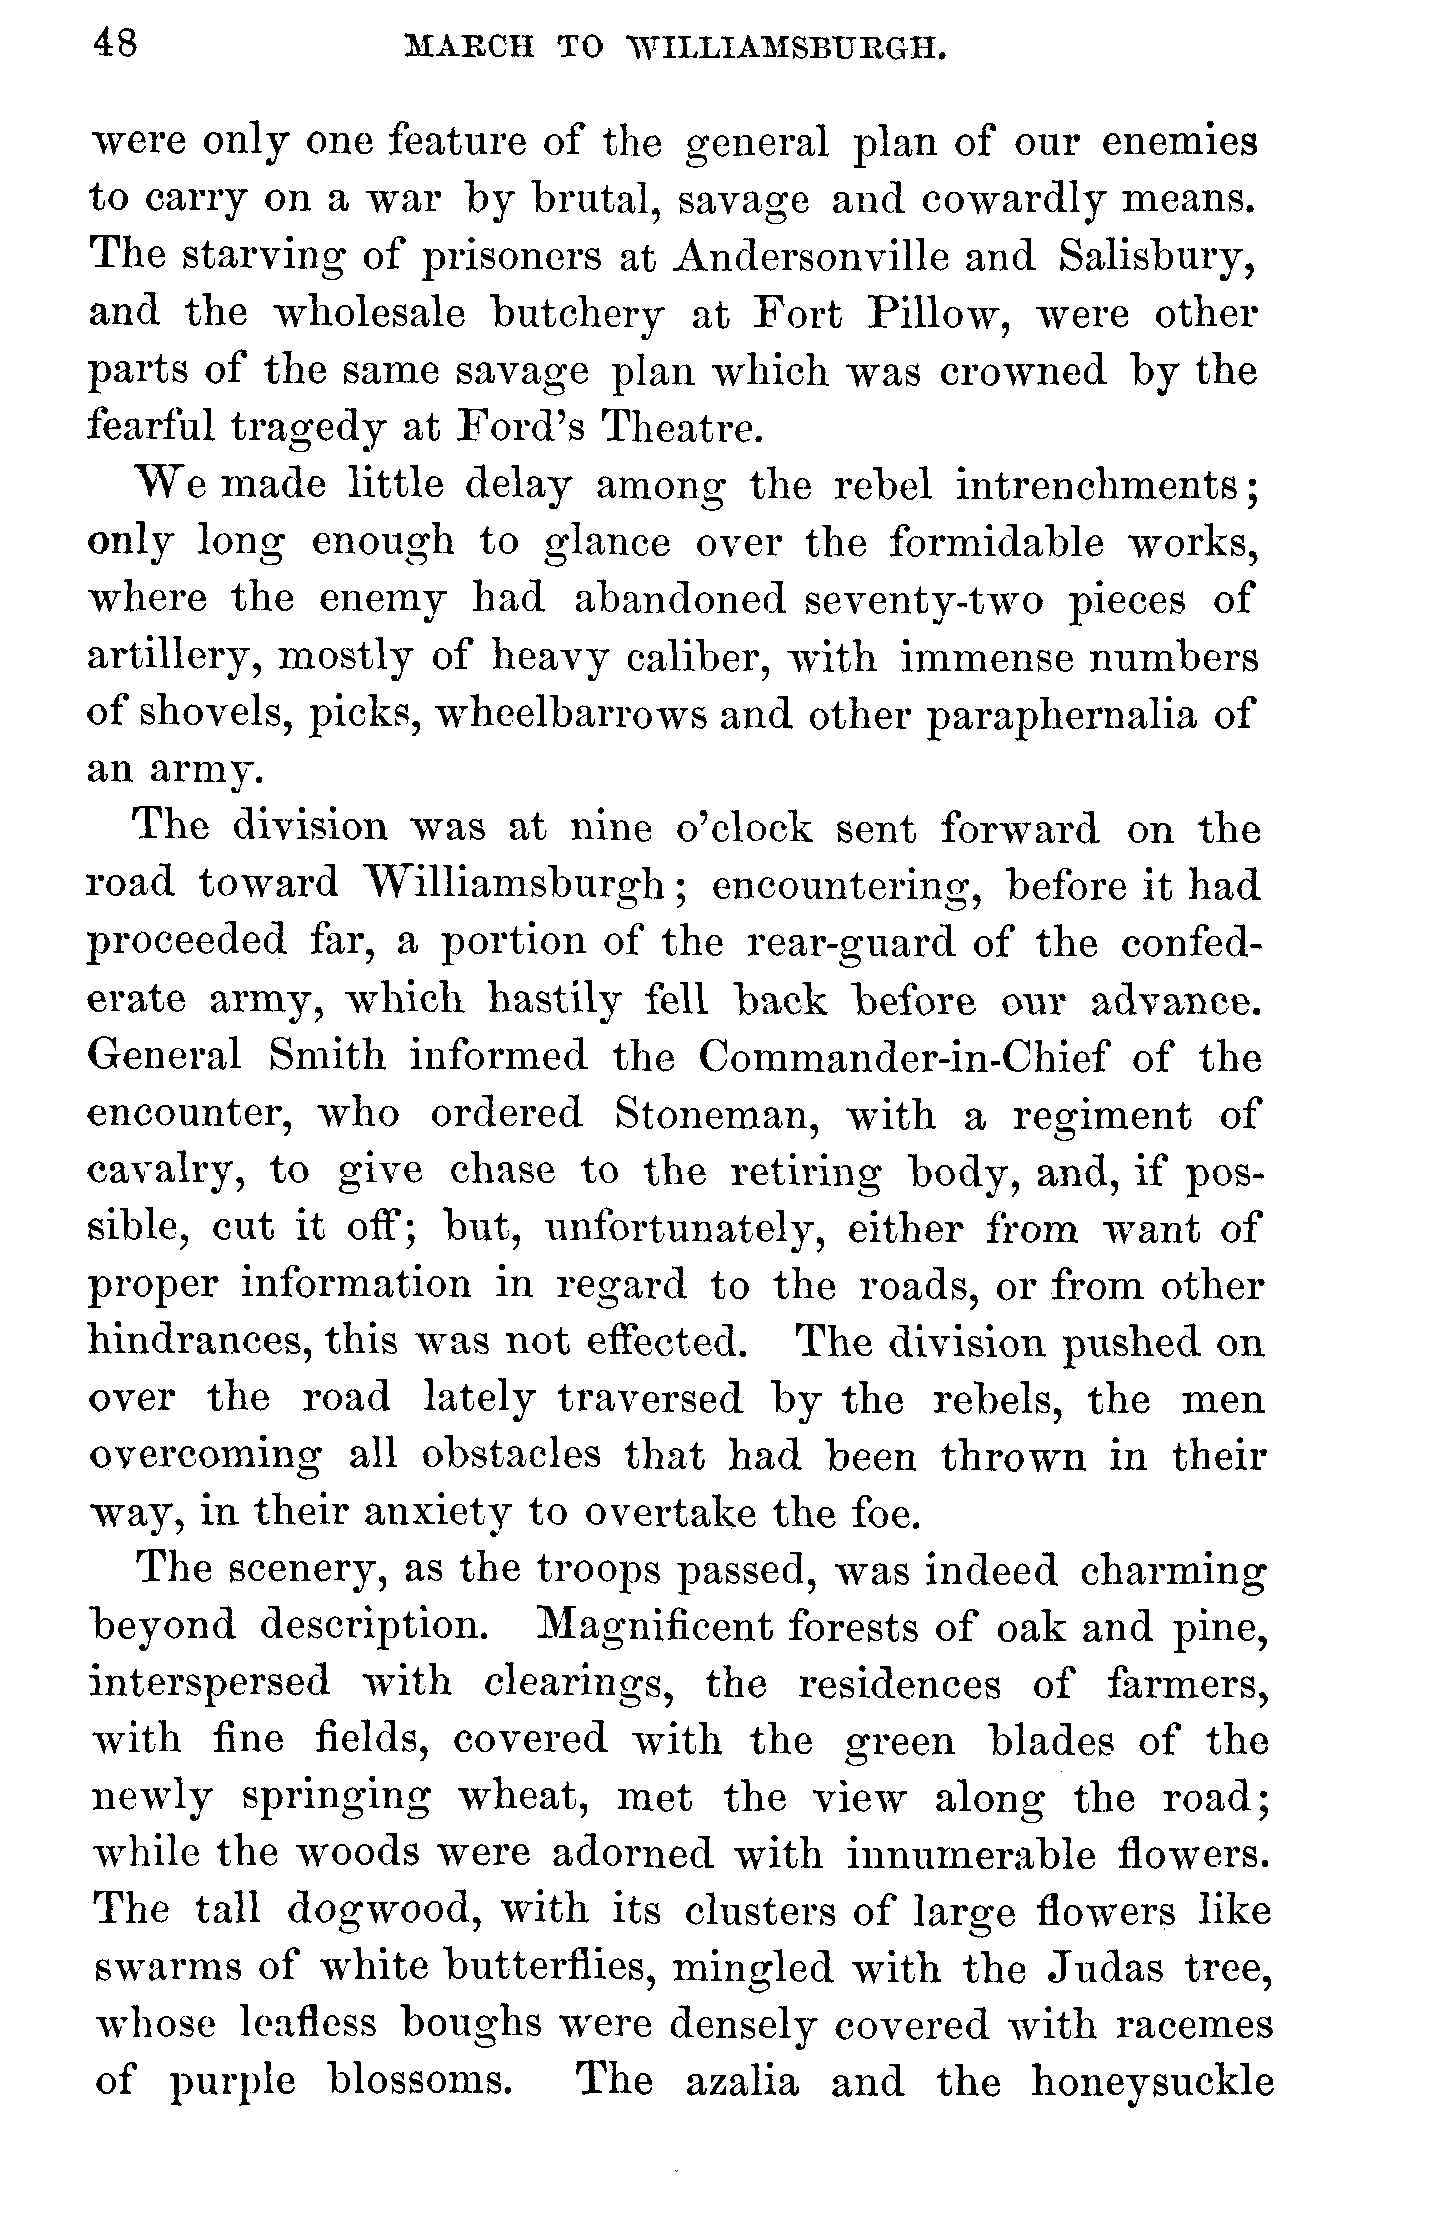 48 MARCH TO WILLIAMSBURGH.
were only one feature of the general plan of our enemies
to carry on a war by brutal, savage and cowardly means.
The starving of prisoners at Andersonville and Salisbury,
and the wholesale butchery at Fort Pillow, were other
parts of the same savage plan which was crowned by the
fearful tragedy at Ford's Theatre.
We made little delay among the rebel intrenchments;
only long enough to glance over the formidable works,
where the enemy had abandoned seventy-two pieces of
artillery, mostly of heavy caliber, with immense numbers
of shovels, picks, wheelbarrows and other paraphernalia of
an army.
The division was at nine o'clock sent forward on the
road toward Williamsburgh; encountering, before it had
proceeded far, a portion of the rear-guard of the confed-
erate army, which hastily fell back before our advance.
General Smith informed the Commander-in-Chief of the
encounter, who ordered Stoneman, with a regiment of
cavalry, to give chase to the retiring body, and, if pos-
sible, cut it off; but, unfortunately, either from want of
proper information in regard to the roads, or from other
hindrances, this was not effected. The division pushed on
over the road lately traversed by the rebels, the men
overcoming all obstacles that had been thrown in their
way, in their anxiety to overtake the foe.
The scenery, as the troops passed, was indeed charming
beyond description. Magnificent forests of oak and pine,
interspersed with clearings, the residences of farmers,
with fine fields, covered with the green blades of the
newly springing wheat, met the view along the road;
while the woods were adorned with innumerable flowers.
The tall dogwood, with its clusters of large flowers like
swarms of white butterflies, mingled with the Judas tree,
whose leafless boughs were densely covered with racemes
of purple blossoms. The azalia and the honeysuckle